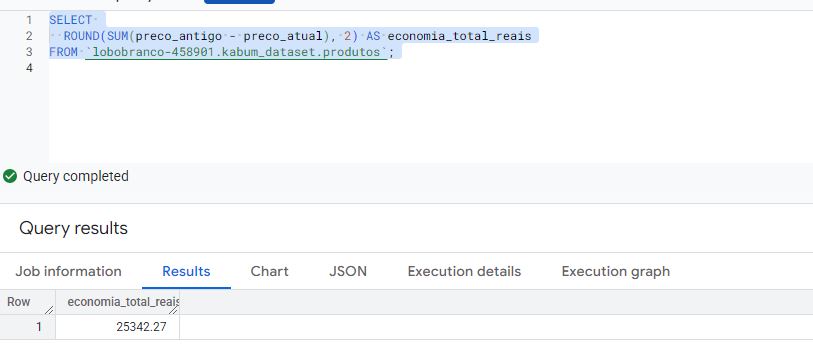 1 SELECT
2 ROUND(SUM(preco_antigo - preco_atual), 2) AS economia_total_reais
3 FROM `lobobranco-458901.kabum_dataset.produtos`;
4
Query completed
Query results
Job information Results Chart JSON Execution details Execution graph
Row economia_total_reais
1 25342.27